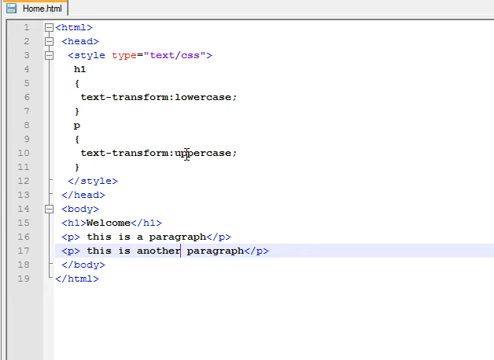 Home.html
1 <html>
2 <head>
3 <style type="text/css">
4 h1
5 {
6 text-transform:lowercase;
7 }
8 p
9 {
10 text-transform:uppercase;
11 }
12 </style>
13 </head>
14 <body>
15 <h1>Welcome</h1>
16 <p> this is a paragraph</p>
17 <p> this is another paragraph</p>
18 </body>
19 </html>